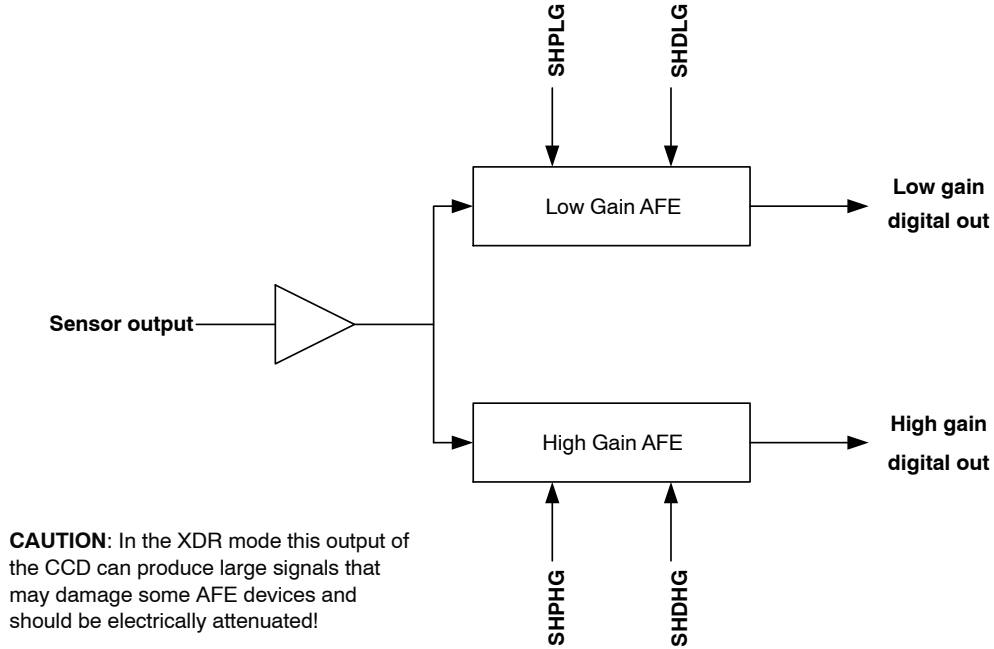 SHPLG
SHDLG
Low Gain AFE
Low gain
digital out
Sensor output
High Gain AFE
High gain
digital out
SHPHG
SHDHG
CAUTION: In the XDR mode this output of
the CCD can produce large signals that
may damage some AFE devices and
should be electrically attenuated!